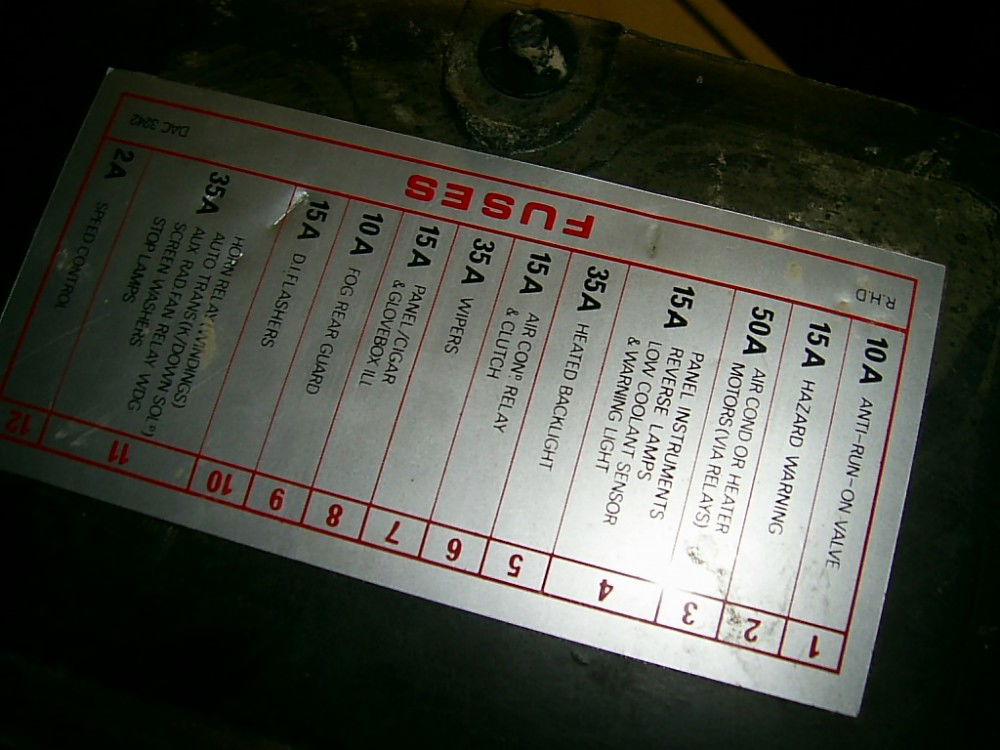 FUSES
R.H.D
DAC 3242
1
10A ANTI-RUN-ON VALVE
2
15A HAZARD WARNING
3
50A AIR COND OR HEATER
MOTORS (VIA RELAYS)
4
15A PANEL INSTRUMENTS
REVERSE LAMPS
LOW COOLANT SENSOR
& WARNING LIGHT
5
35A HEATED BACKLIGHT
6
15A AIR CONᴰ RELAY
& CLUTCH
7
35A WIPERS
8
15A PANEL/CIGAR
& GLOVEBOX ILL
9
10A FOG REAR GUARD
10
15A D.I. FLASHERS
11
35A HORN RELAY (WINDINGS)
AUTO TRANS (K/DOWN SOLᴰ)
AUX RAD FAN RELAY WDG
SCREEN WASHERS
STOP LAMPS
12
2A SPEED CONTROL